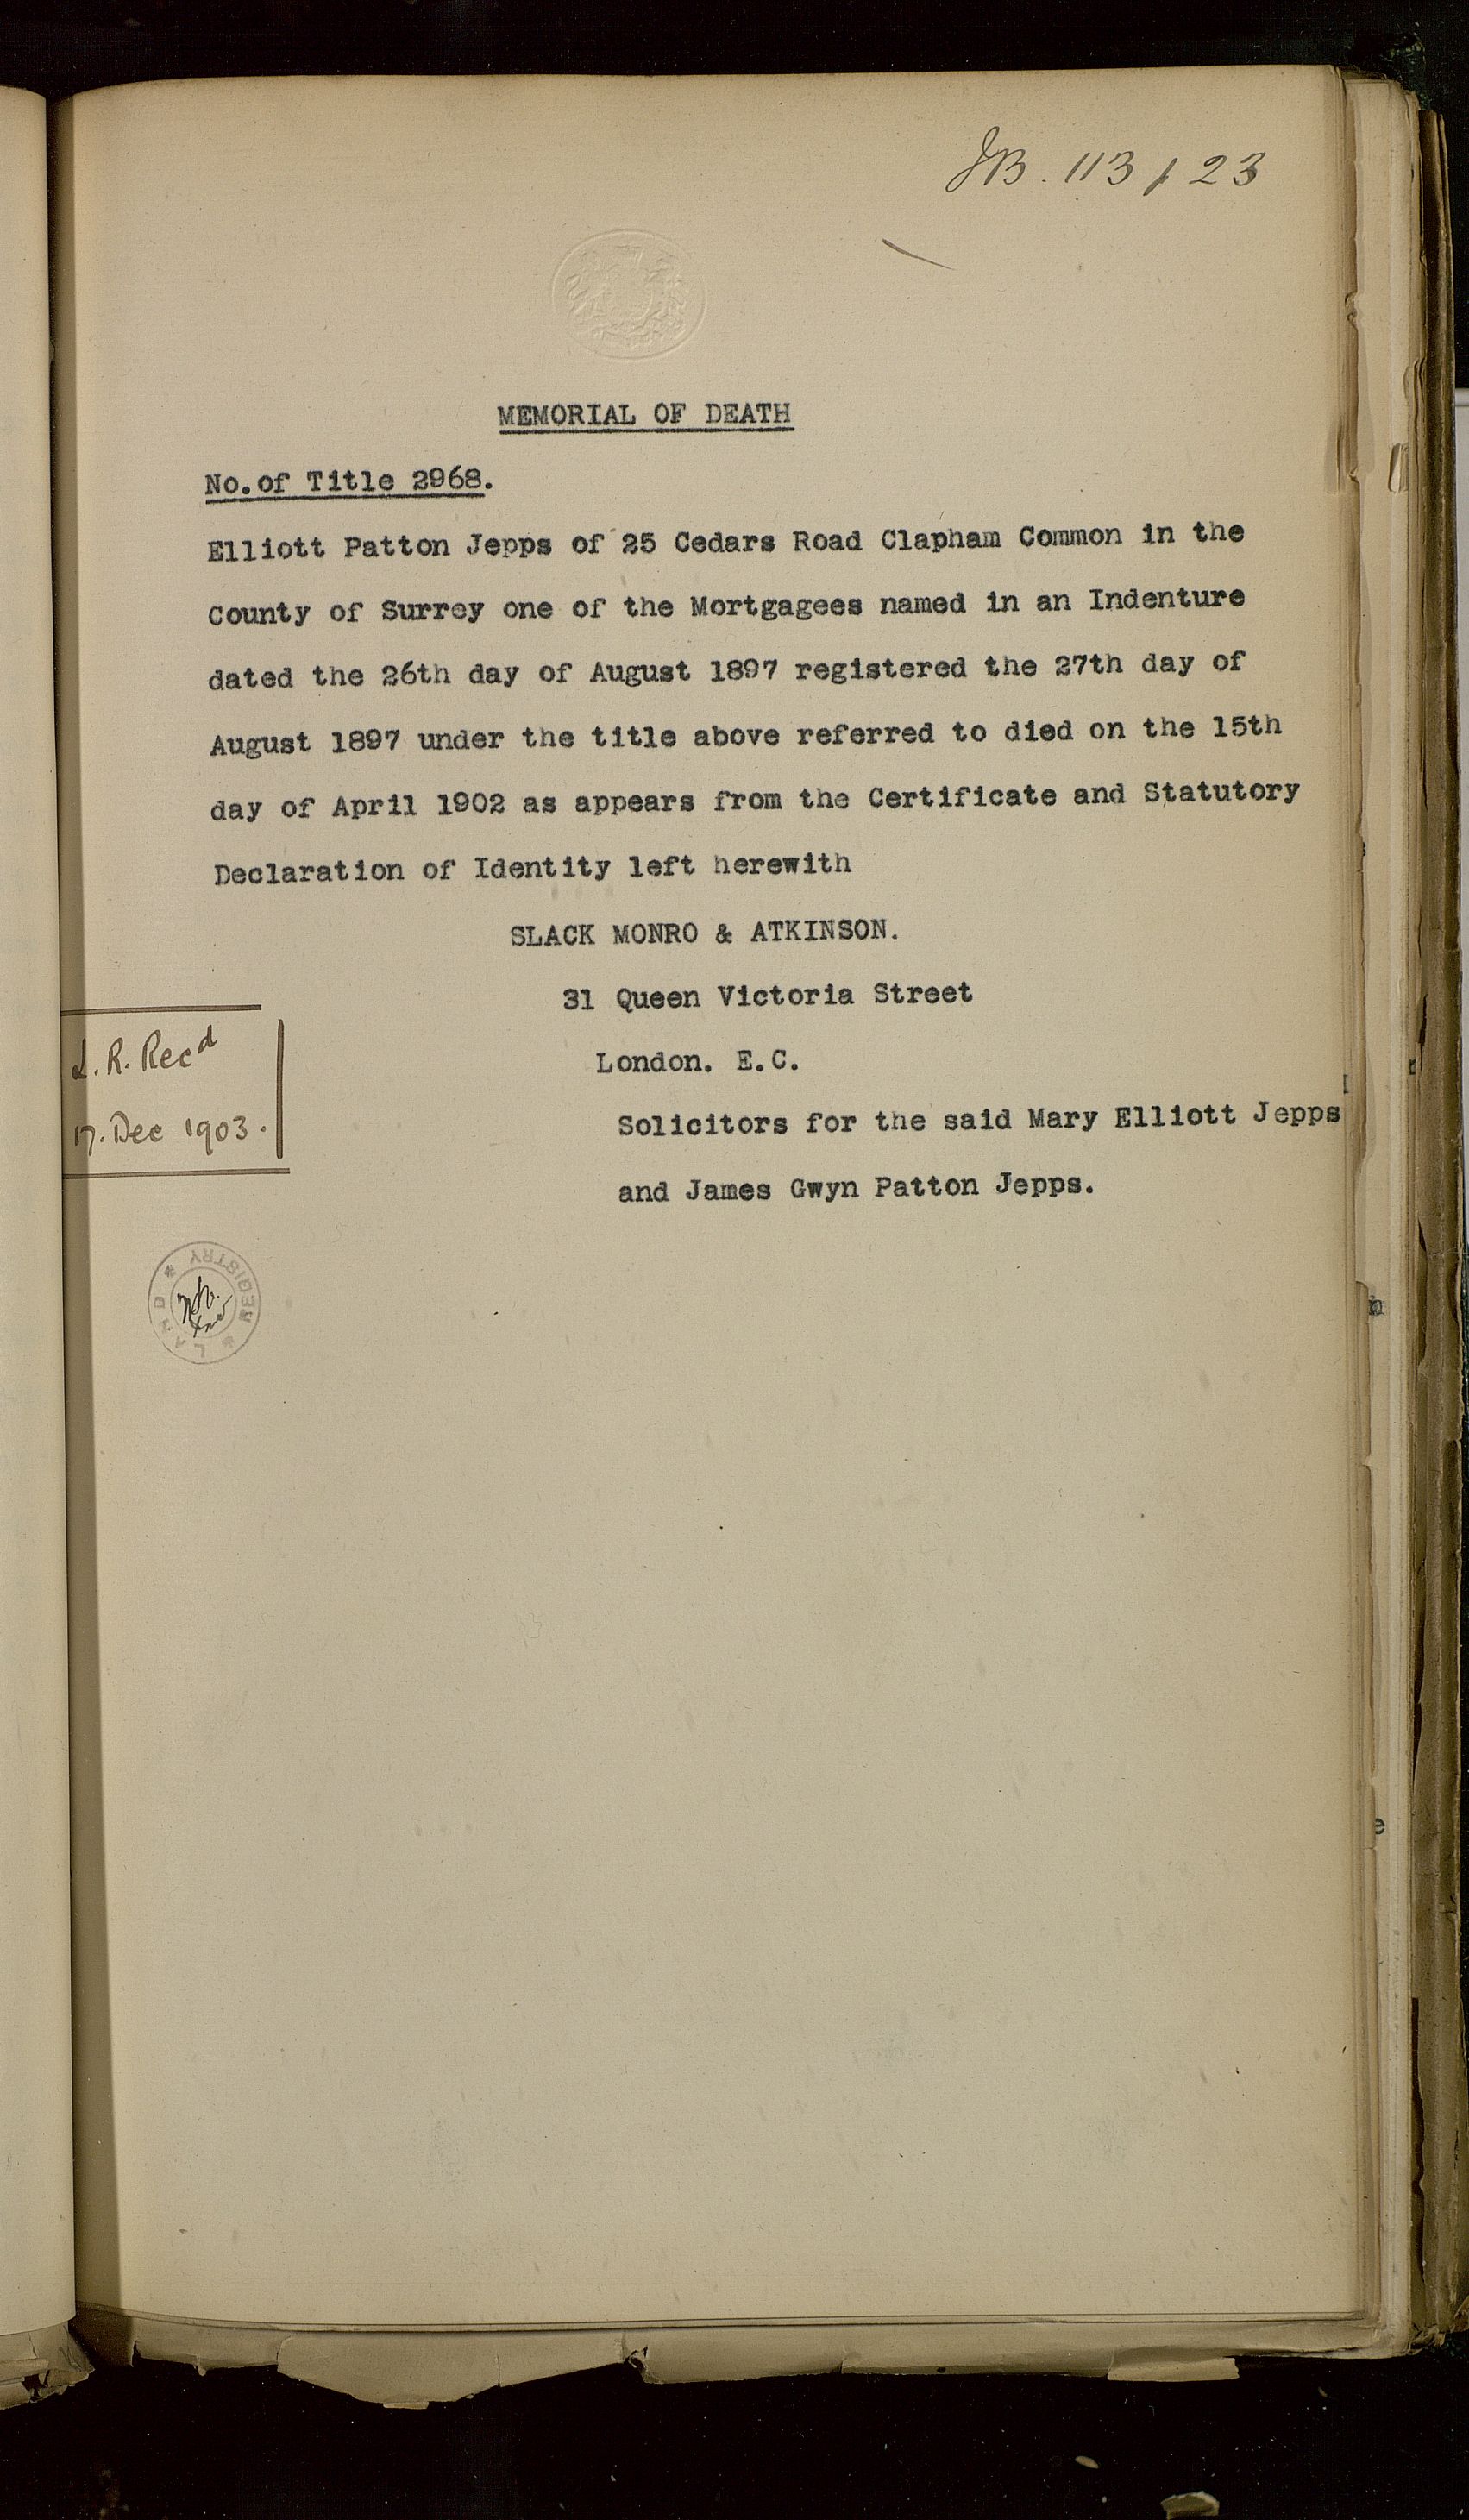 JB. 113 / 23
MEMORIAL OF DEATH
No.of Title 2968.
Elliott Patton Jepps of 25 Cedars Road Clapham Common in the
County of Surrey one of the Mortgagees named in an Indenture
dated the 26th day of August 1897 registered the 27th day of
August 1897 under the title above referred to died on the 15th
day of April 1902 as appears from the Certificate and Statutory
Declaration of Identity left herewith
SLACK MONRO & ATKINSON.
31 Queen Victoria Street
London. E.C.
Solicitors for the said Mary Elliott Jepps
and James Gwyn Patton Jepps.
L. R. Recd
17. Dec 1903.
* LAND * REGISTRY